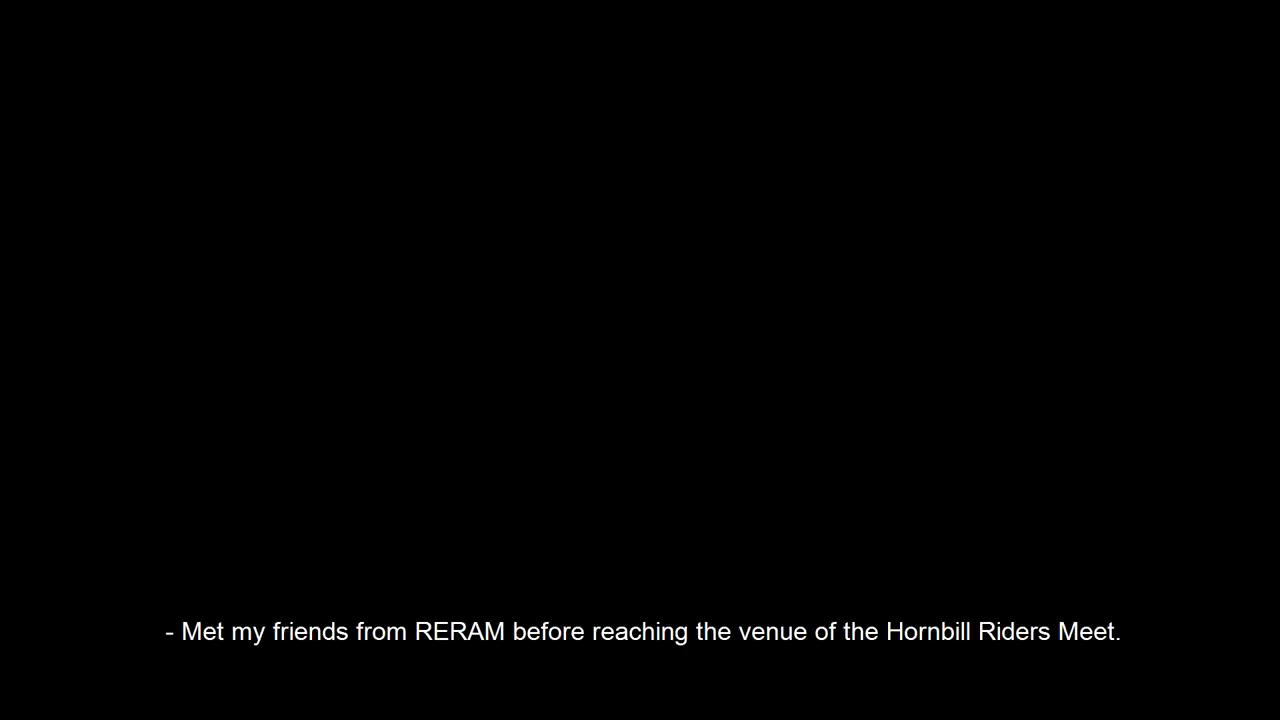 - Met my friends from RERAM before reaching the venue of the Hornbill Riders Meet.